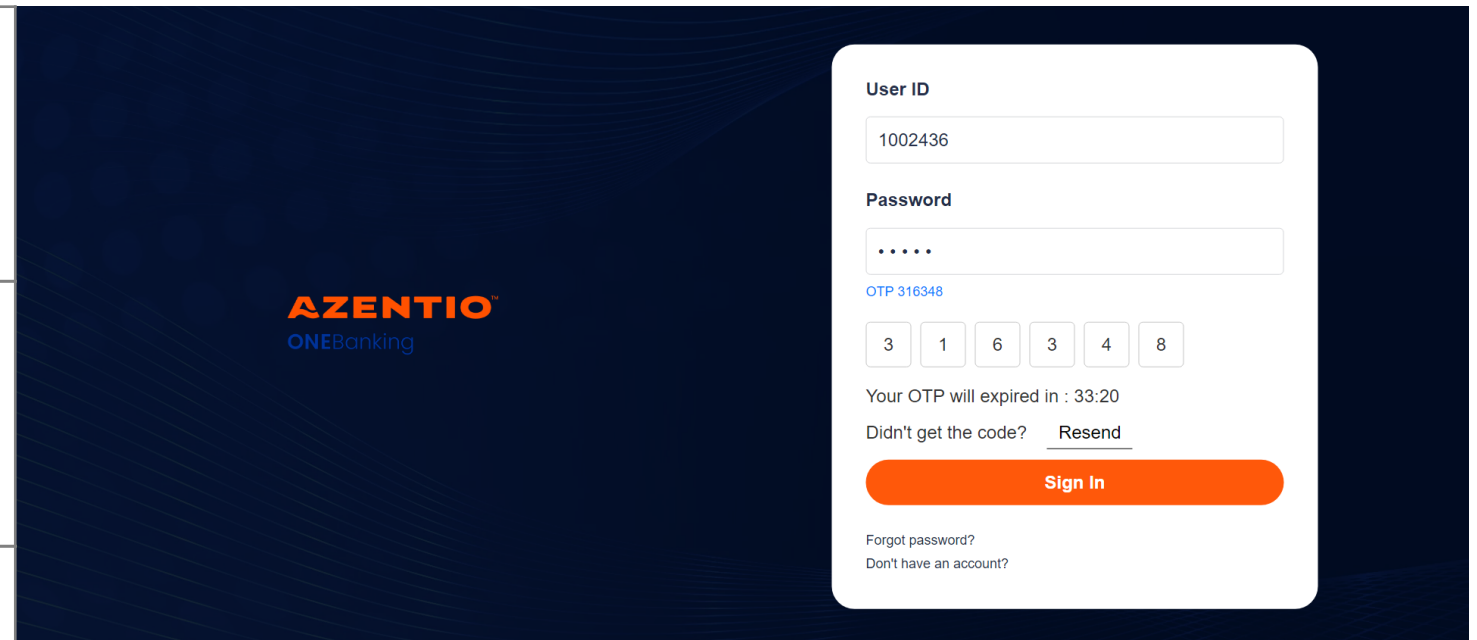 AZENTIO™
ONEBanking
User ID
1002436
Password
•••••
OTP 316348
3 1 6 3 4 8
Your OTP will expired in : 33:20
Didn't get the code? Resend
Sign In
Forgot password?
Don't have an account?